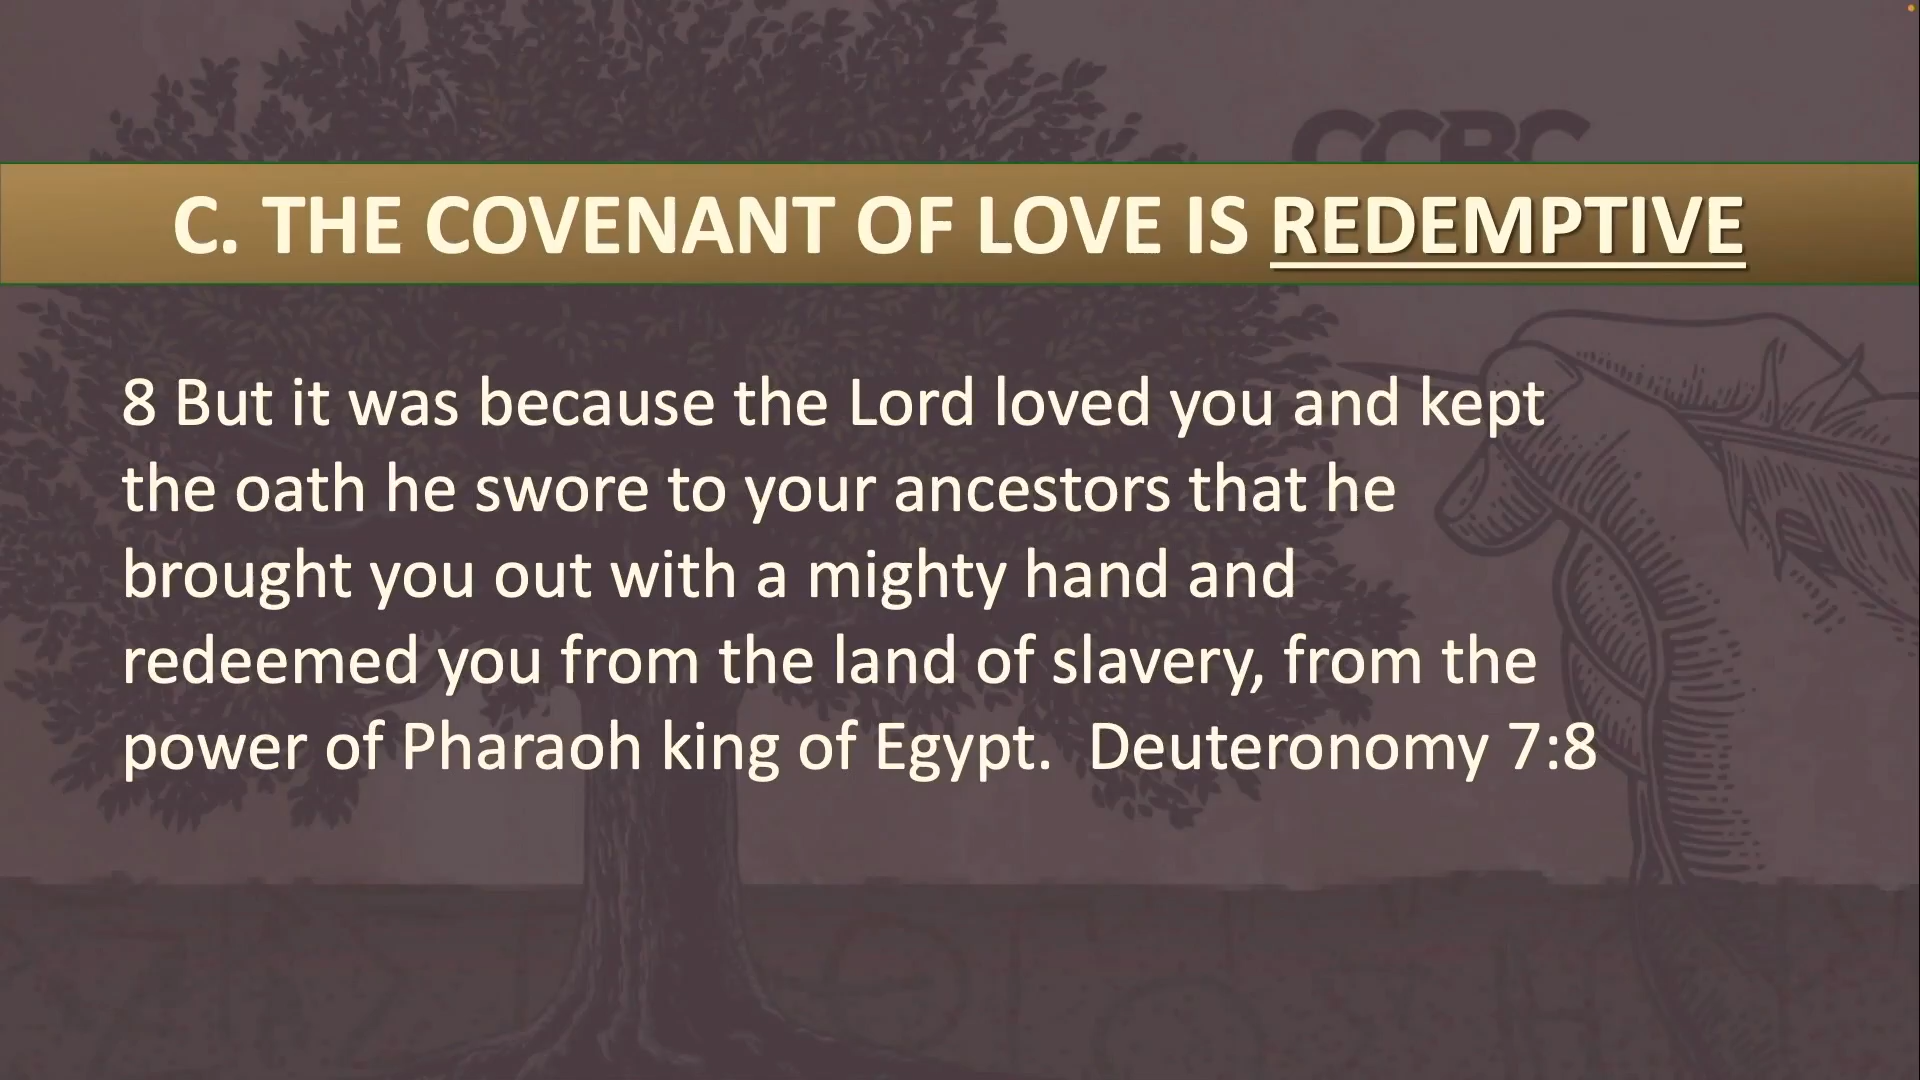 CCBC
C. THE COVENANT OF LOVE IS REDEMPTIVE
8 But it was because the Lord loved you and kept
the oath he swore to your ancestors that he
brought you out with a mighty hand and
redeemed you from the land of slavery, from the
power of Pharaoh king of Egypt.  Deuteronomy 7:8